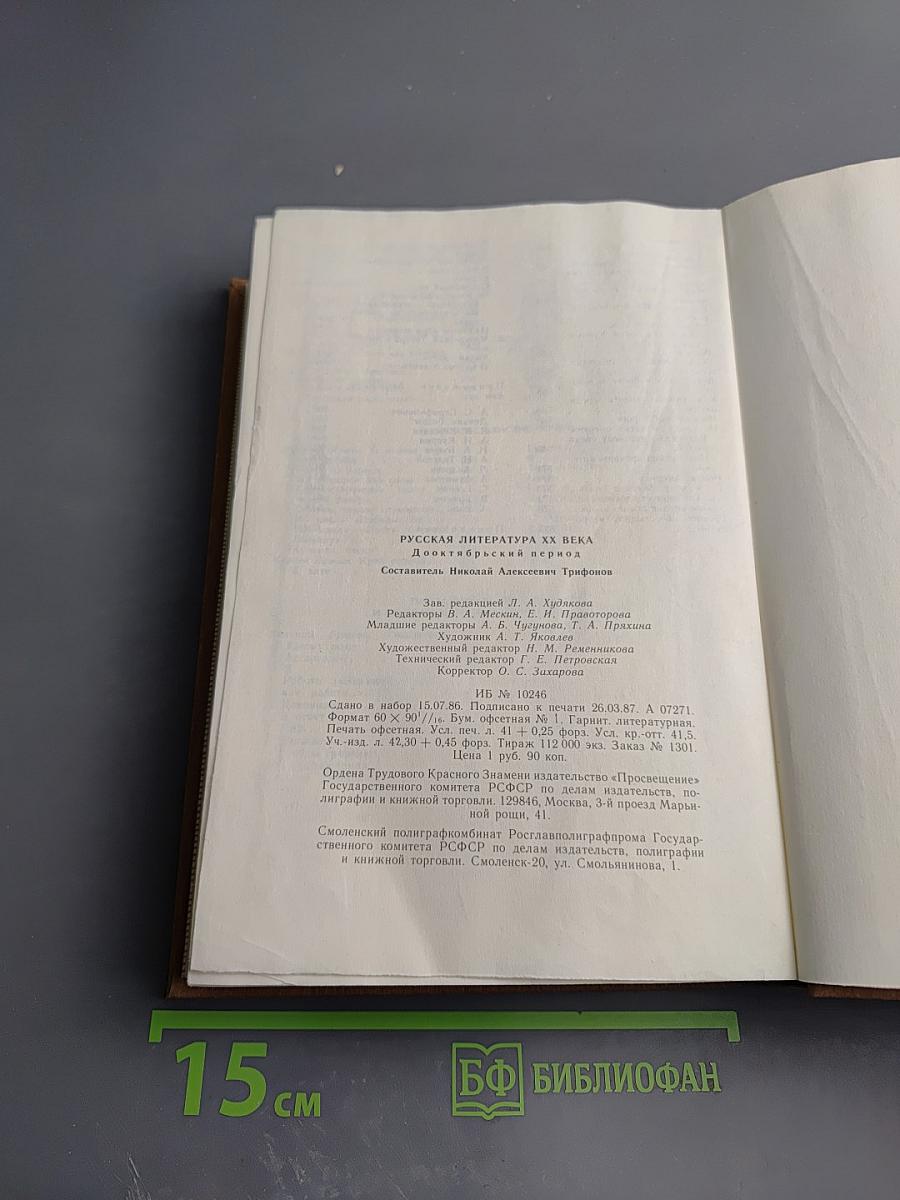 РУССКАЯ ЛИТЕРАТУРА XX ВЕКА
Дооктябрьский период
Составитель Николай Алексеевич Трифонов
Зав. редакцией Л. А. Худякова
Редакторы В. А. Мескин, Е. И. Правоторова
Младшие редакторы А. Б. Чугунова, Т. А. Пряхина
Художник А. Т. Яковлев
Художественный редактор Н. М. Ременникова
Технический редактор Г. Е. Петровская
Корректор О. С. Захарова
ИБ № 10246
Сдано в набор 15.07.86. Подписано к печати 26.03.87. А 07271.
Формат 60 × 90¹//₁₆. Бум. офсетная № 1. Гарнит. литературная.
Печать офсетная. Усл. печ. л. 41 + 0,25 форз. Усл. кр.-отт. 41,5.
Уч.-изд. л. 42,30 + 0,45 форз. Тираж 112 000 экз. Заказ № 1301.
Цена 1 руб. 90 коп.
Ордена Трудового Красного Знамени издательство «Просвещение»
Государственного комитета РСФСР по делам издательств, по-
лиграфии и книжной торговли. 129846, Москва, 3-й проезд Марьи-
ной рощи, 41.
Смоленский полиграфкомбинат Росглавполиграфпрома Государ-
ственного комитета РСФСР по делам издательств, полиграфии
и книжной торговли. Смоленск-20, ул. Смольянинова, 1.
15 см
БФ БИБЛИОФАН